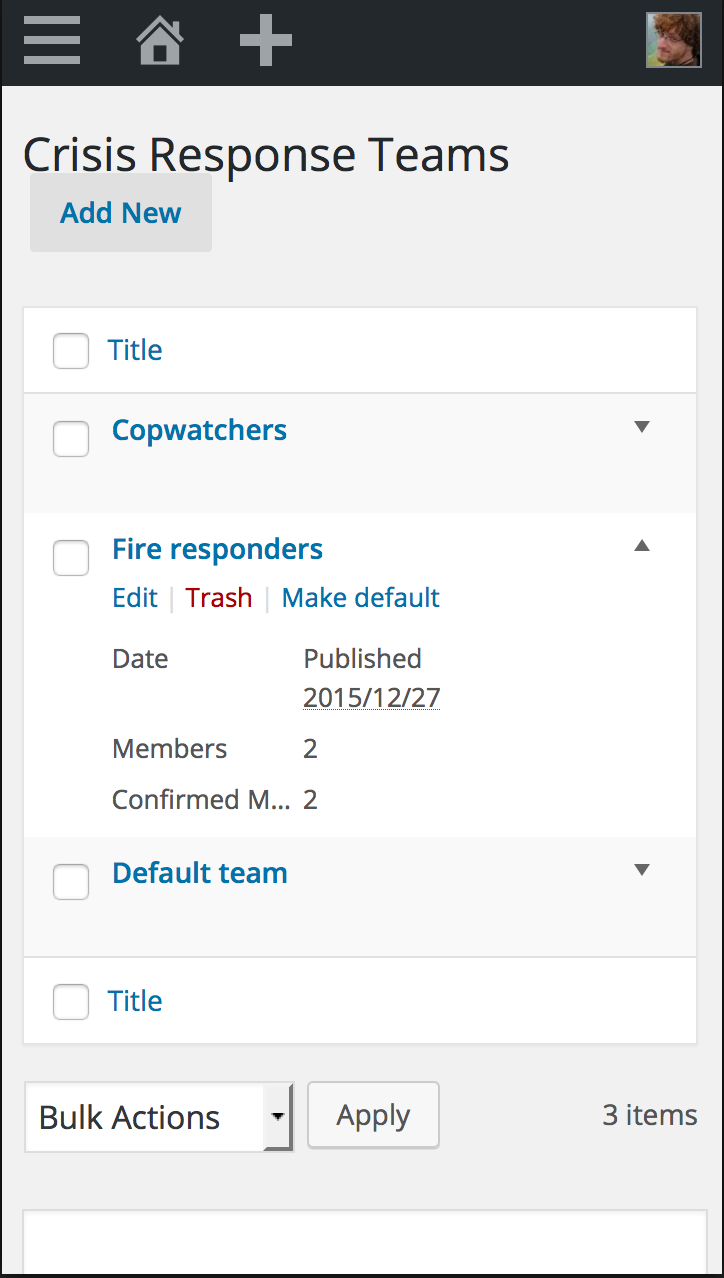 Crisis Response Teams
Add New
Title
Copwatchers
Fire responders
Edit | Trash | Make default
Date Published
2015/12/27
Members 2
Confirmed M... 2
Default team
Title
Bulk Actions Apply 3 items